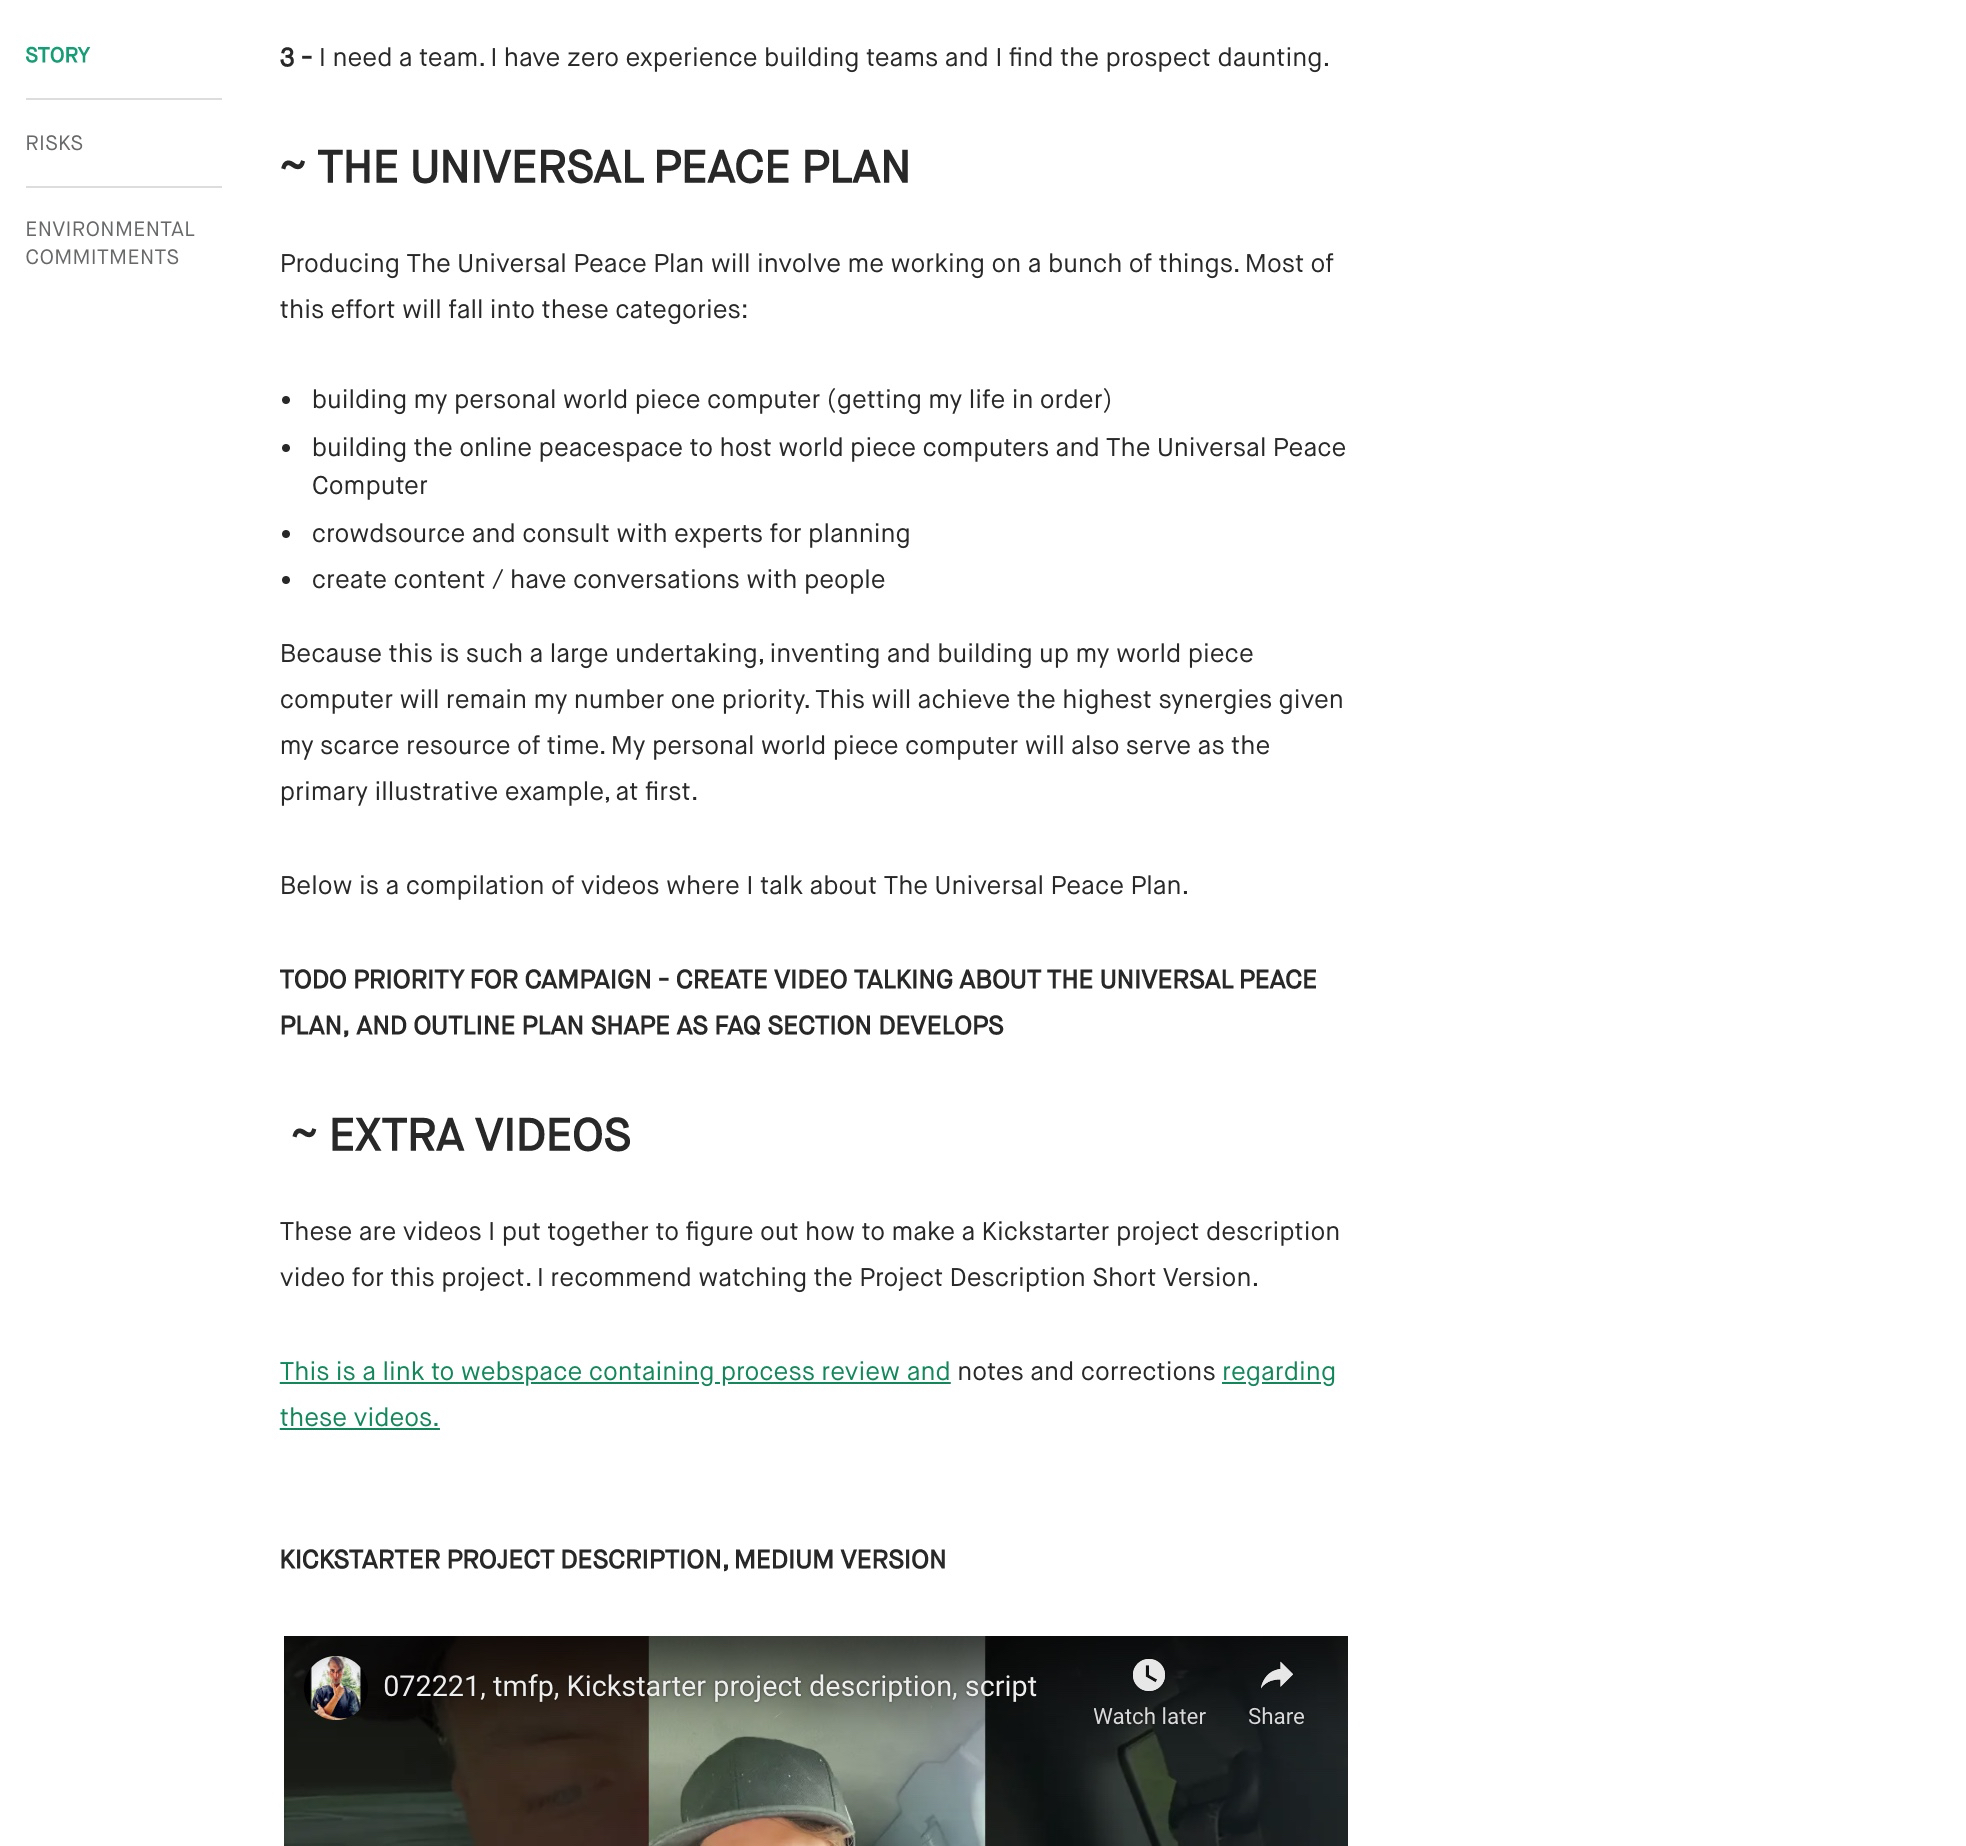 STORY
RISKS
ENVIRONMENTAL
COMMITMENTS
3 - I need a team. I have zero experience building teams and I find the prospect daunting.
~ THE UNIVERSAL PEACE PLAN
Producing The Universal Peace Plan will involve me working on a bunch of things. Most of
this effort will fall into these categories:
• building my personal world piece computer (getting my life in order)
• building the online peacespace to host world piece computers and The Universal Peace
Computer
• crowdsource and consult with experts for planning
• create content / have conversations with people
Because this is such a large undertaking, inventing and building up my world piece
computer will remain my number one priority. This will achieve the highest synergies given
my scarce resource of time. My personal world piece computer will also serve as the
primary illustrative example, at first.
Below is a compilation of videos where I talk about The Universal Peace Plan.
TODO PRIORITY FOR CAMPAIGN - CREATE VIDEO TALKING ABOUT THE UNIVERSAL PEACE
PLAN, AND OUTLINE PLAN SHAPE AS FAQ SECTION DEVELOPS
~ EXTRA VIDEOS
These are videos I put together to figure out how to make a Kickstarter project description
video for this project. I recommend watching the Project Description Short Version.
This is a link to webspace containing process review and notes and corrections regarding
these videos.
KICKSTARTER PROJECT DESCRIPTION, MEDIUM VERSION
072221, tmfp, Kickstarter project description, script
Watch later
Share